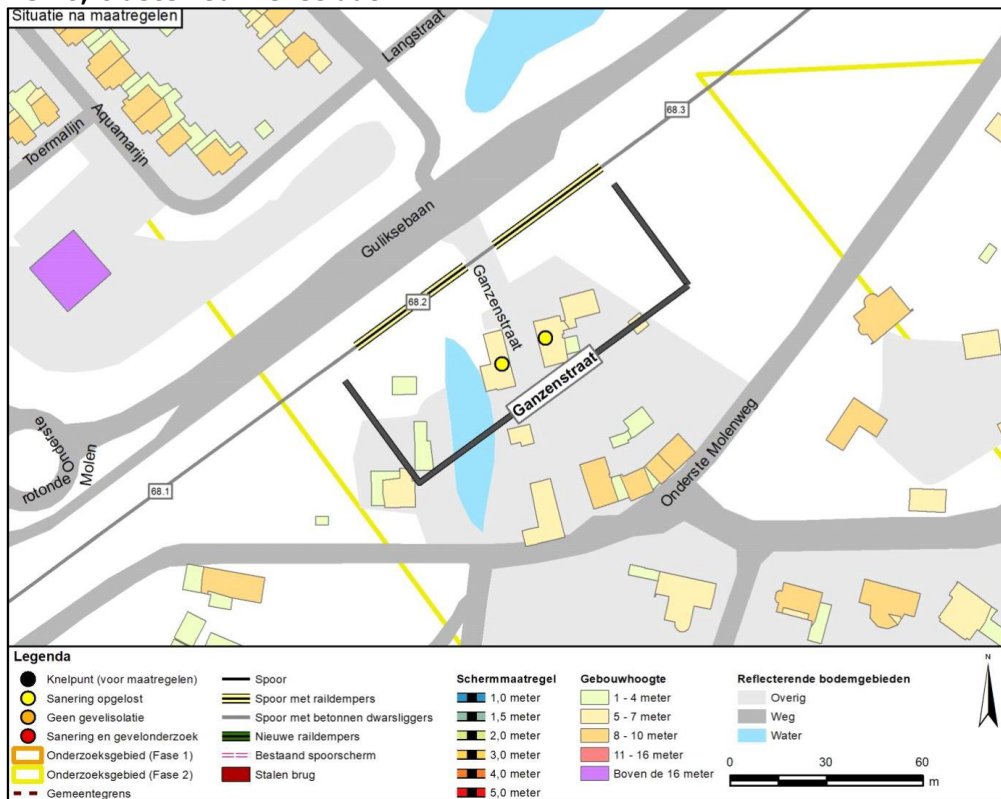 Situatie na maatregelen
Langstraat
Aquamarijn
Toermalijn
68.3
Guliksebaan
Ganzenstraat
68.2
Ganzenstraat
Onderste Molenweg
rotonde Onderste
Molen
68.1
Legenda
Knelpunt (voor maatregelen)
Sanering opgelost
Geen gevelisolatie
Sanering en gevelonderzoek
Onderzoeksgebied (Fase 1)
Onderzoeksgebied (Fase 2)
Gemeentegrens
Spoor
Spoor met raildempers
Spoor met betonnen dwarsliggers
Nieuwe raildempers
Bestaand spoorscherm
Stalen brug
Schermmaatregel
1,0 meter
1,5 meter
2,0 meter
3,0 meter
4,0 meter
5,0 meter
Gebouwhoogte
1 - 4 meter
5 - 7 meter
8 - 10 meter
11 - 16 meter
Boven de 16 meter
Reflecterende bodemgebieden
Overig
Weg
Water
N
0 30 60
m